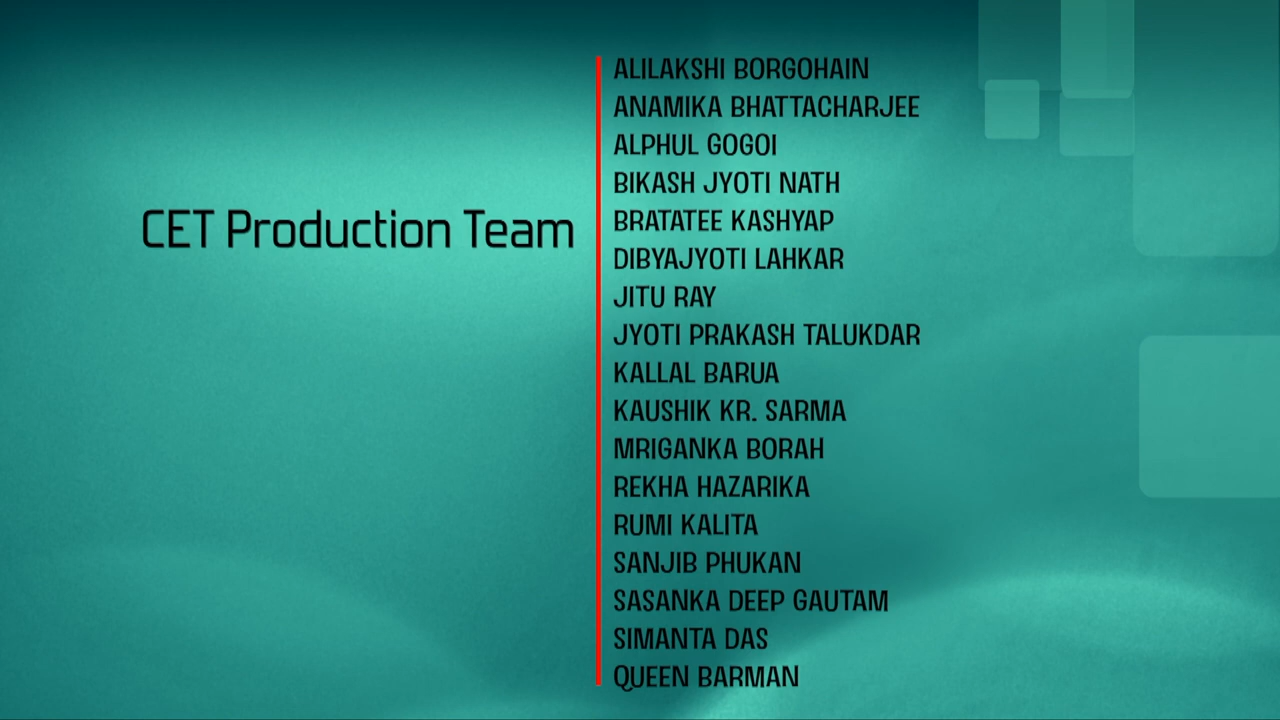 CET Production Team
ALILAKSHI BORGOHAIN
ANAMIKA BHATTACHARJEE
ALPHUL GOGOI
BIKASH JYOTI NATH
BRATATEE KASHYAP
DIBYAJYOTI LAHKAR
JITU RAY
JYOTI PRAKASH TALUKDAR
KALLAL BARUA
KAUSHIK KR. SARMA
MRIGANKA BORAH
REKHA HAZARIKA
RUMI KALITA
SANJIB PHUKAN
SASANKA DEEP GAUTAM
SIMANTA DAS
QUEEN BARMAN